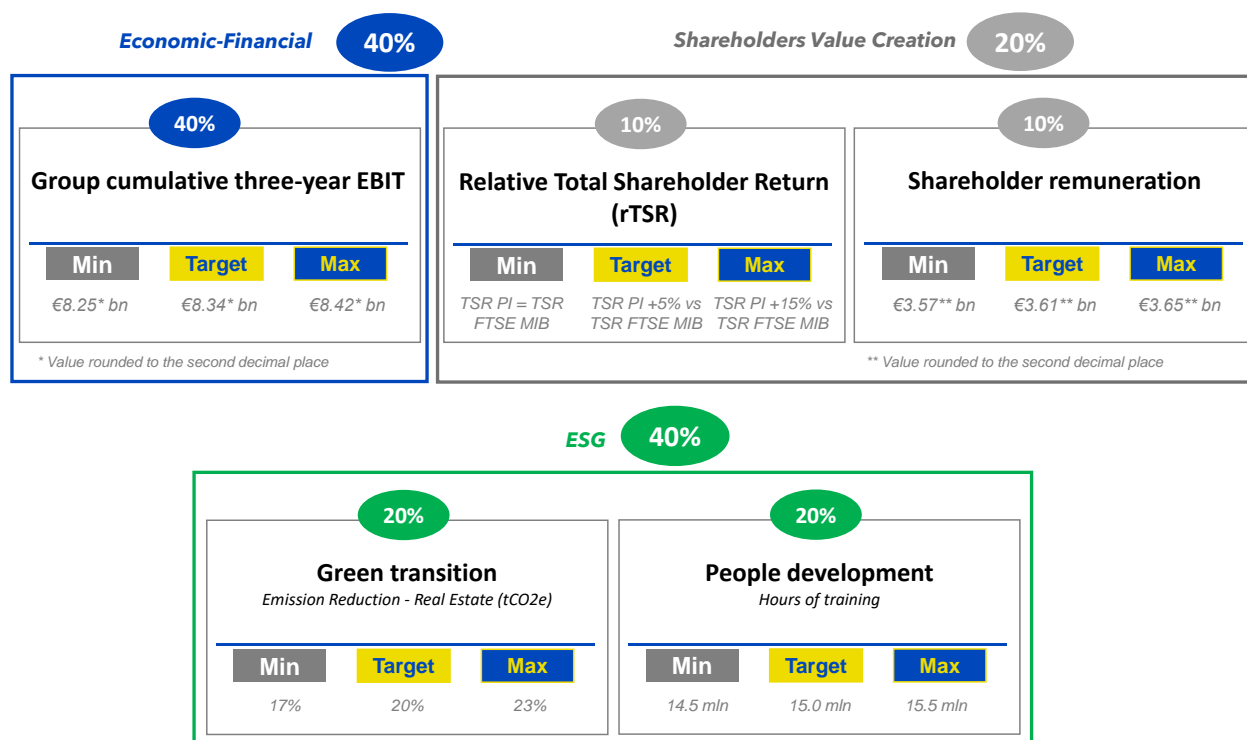 Economic-Financial 40%
Shareholders Value Creation 20%
40%
Group cumulative three-year EBIT
Min Target Max
€8.25* bn €8.34* bn €8.42* bn
* Value rounded to the second decimal place
10%
Relative Total Shareholder Return
(rTSR)
Min Target Max
TSR PI = TSR TSR PI +5% vs TSR PI +15% vs
FTSE MIB TSR FTSE MIB TSR FTSE MIB
10%
Shareholder remuneration
Min Target Max
€3.57** bn €3.61** bn €3.65** bn
** Value rounded to the second decimal place
ESG 40%
20%
Green transition
Emission Reduction - Real Estate (tCO2e)
Min Target Max
17% 20% 23%
20%
People development
Hours of training
Min Target Max
14.5 mln 15.0 mln 15.5 mln